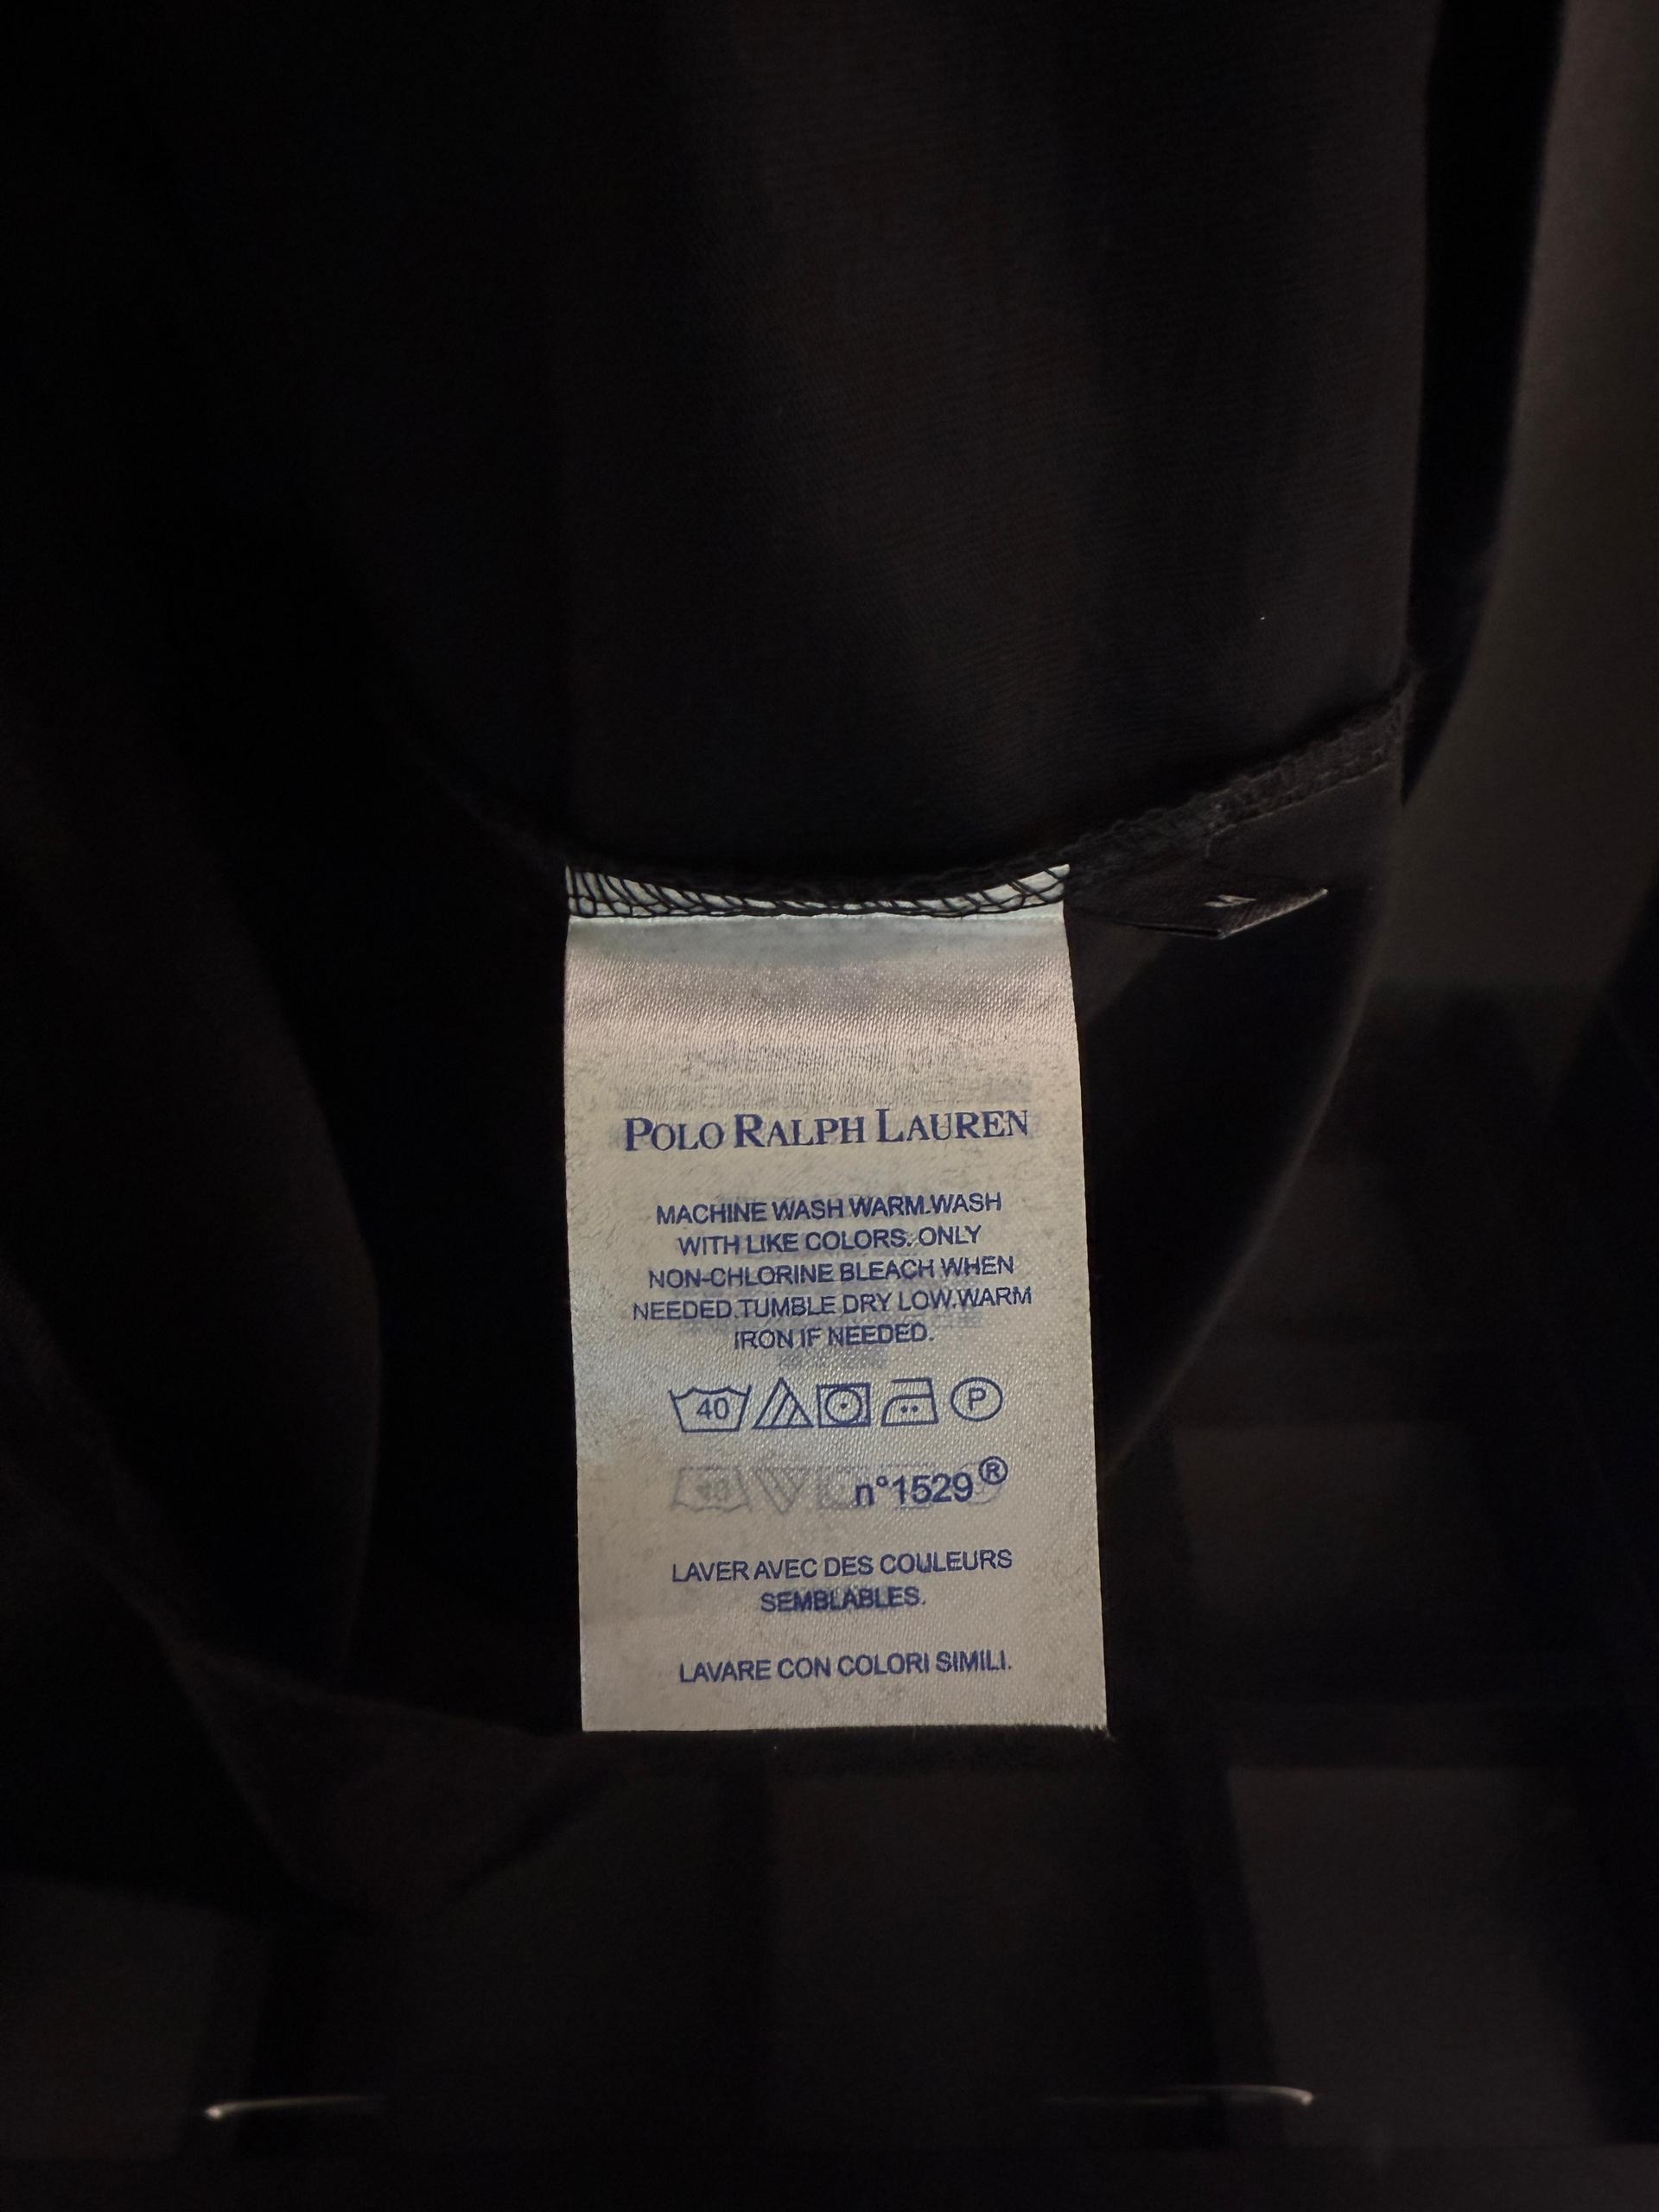 M
POLO RALPH LAUREN
MACHINE WASH WARM.WASH
WITH LIKE COLORS. ONLY
NON-CHLORINE BLEACH WHEN
NEEDED.TUMBLE DRY LOW.WARM
IRON IF NEEDED.
40 P
n°1529®
LAVER AVEC DES COULEURS
SEMBLABLES.
LAVARE CON COLORI SIMILI.